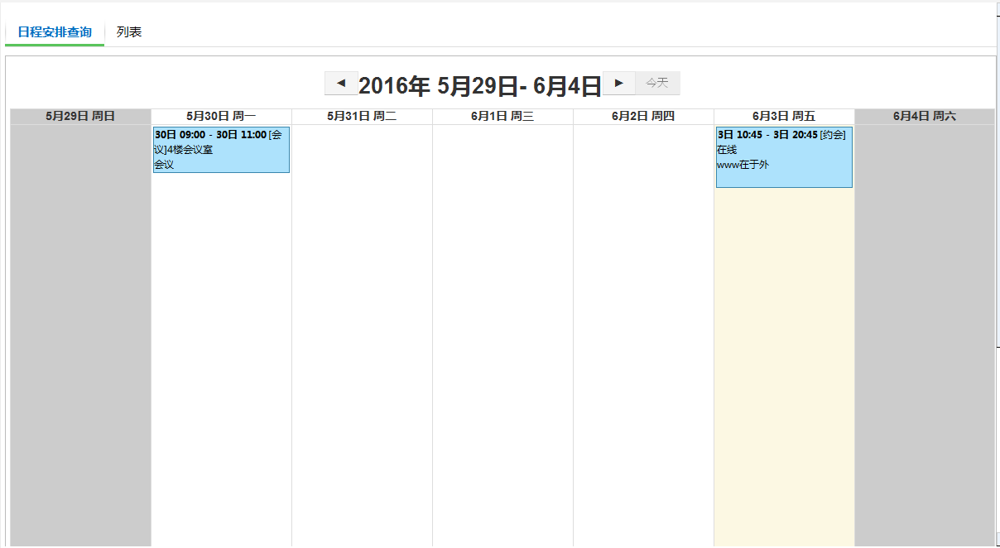 日程安排查询 列表
◄ 2016年 5月29日- 6月4日 ► 今天
5月29日 周日 5月30日 周一 5月31日 周二 6月1日 周三 6月2日 周四 6月3日 周五 6月4日 周六
30日 09:00 - 30日 11:00 [会
议]4楼会议室
会议
3日 10:45 - 3日 20:45 [约会]
在线
www在于外